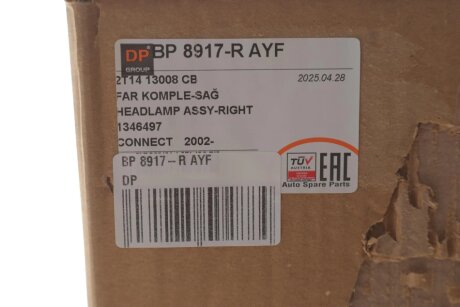 DP GROUP
BP 8917-R AYF
2T14 13008 CB
2025.04.28
FAR KOMPLE-SAĞ
HEADLAMP ASSY-RIGHT
1346497
CONNECT 2002-
BP 8917-R AYF
DP
TÜV
AUSTRIA
EAC
Auto Spare Parts